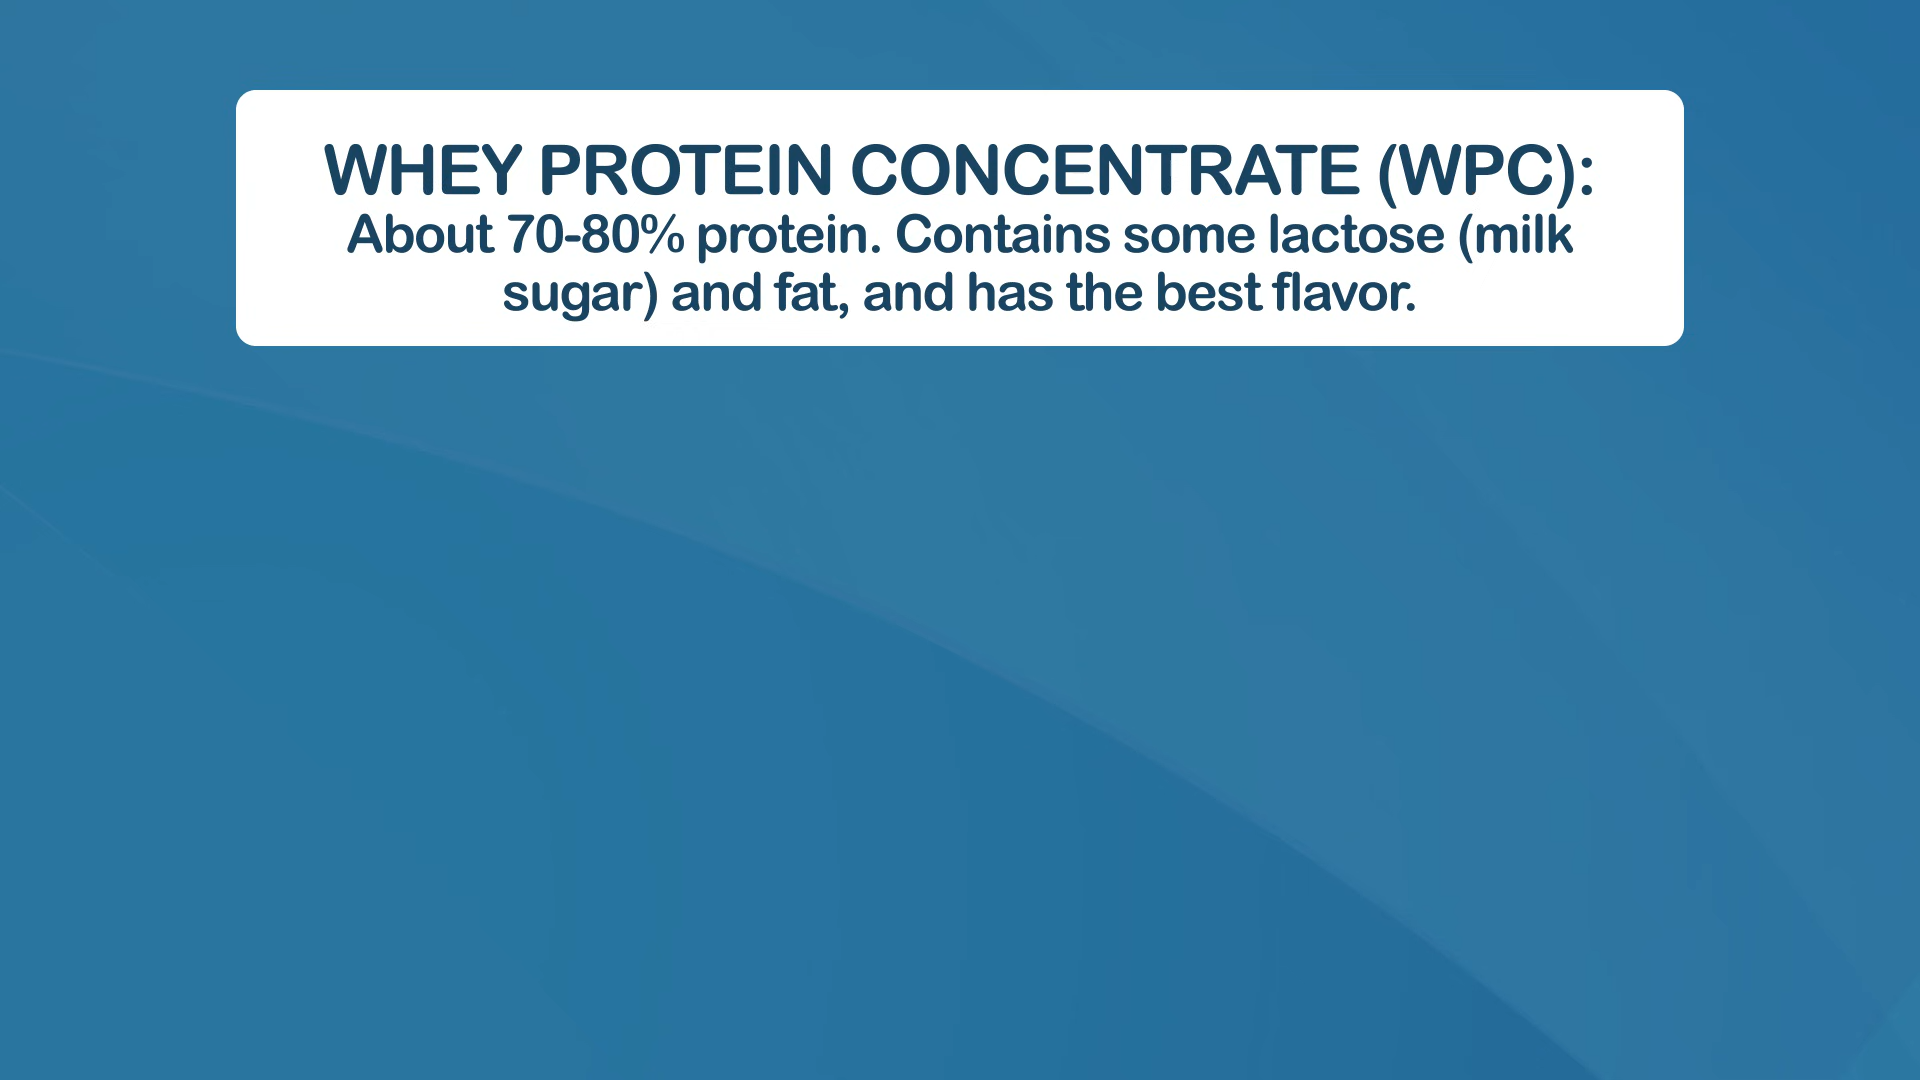 WHEY PROTEIN CONCENTRATE (WPC):
About 70-80% protein. Contains some lactose (milk
sugar) and fat, and has the best flavor.